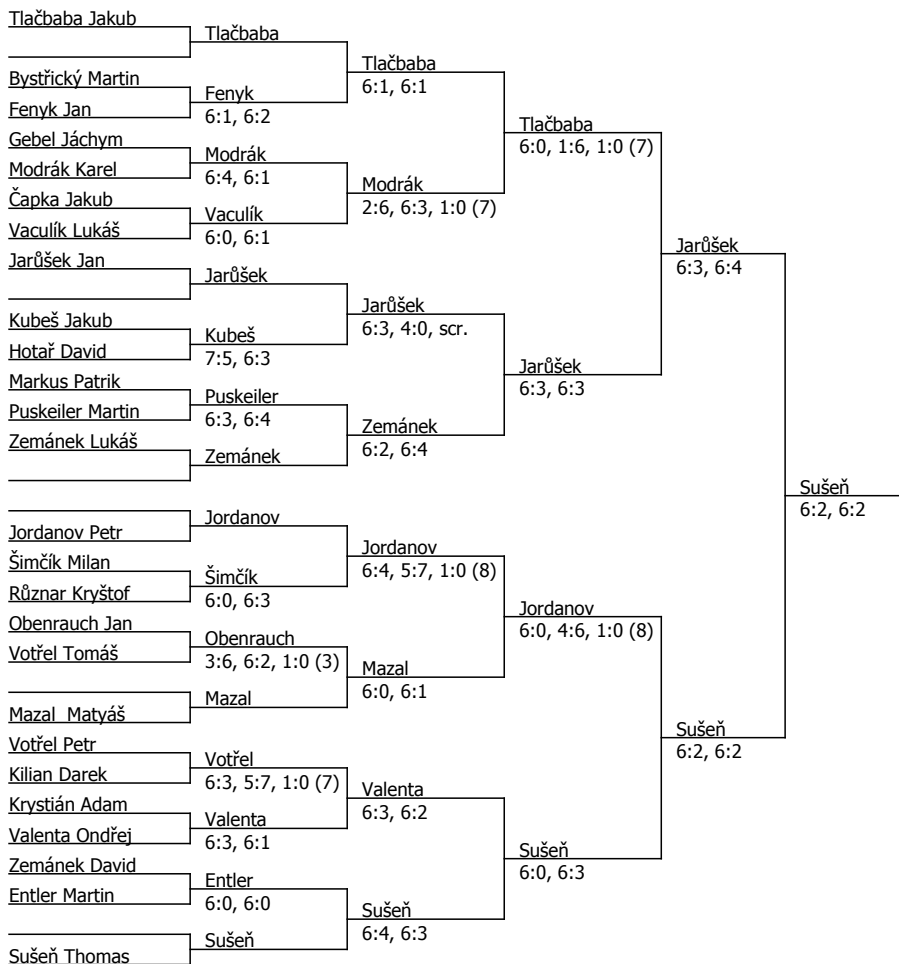 Tlačbaba Jakub
Tlačbaba
Tlačbaba
6:1, 6:1
Bystřický Martin
Fenyk
6:1, 6:2
Fenyk Jan
Tlačbaba
6:0, 1:6, 1:0 (7)
Gebel Jáchym
Modrák
6:4, 6:1
Modrák Karel
Modrák
2:6, 6:3, 1:0 (7)
Čapka Jakub
Vaculík
6:0, 6:1
Vaculík Lukáš
Jarůšek
6:3, 6:4
Jarůšek Jan
Jarůšek
Jarůšek
6:3, 4:0, scr.
Kubeš Jakub
Kubeš
7:5, 6:3
Hotař David
Jarůšek
6:3, 6:3
Markus Patrik
Puskeiler
6:3, 6:4
Puskeiler Martin
Zemánek
6:2, 6:4
Zemánek Lukáš
Zemánek
Sušeň
6:2, 6:2
Jordanov
Jordanov Petr
Jordanov
6:4, 5:7, 1:0 (8)
Šimčík Milan
Šimčík
6:0, 6:3
Různar Kryštof
Jordanov
6:0, 4:6, 1:0 (8)
Obenrauch Jan
Obenrauch
3:6, 6:2, 1:0 (3)
Votřel Tomáš
Mazal
6:0, 6:1
Mazal
Mazal  Matyáš
Sušeň
6:2, 6:2
Votřel Petr
Votřel
6:3, 5:7, 1:0 (7)
Kilian Darek
Valenta
6:3, 6:2
Krystián Adam
Valenta
6:3, 6:1
Valenta Ondřej
Sušeň
6:0, 6:3
Zemánek David
Entler
6:0, 6:0
Entler Martin
Sušeň
6:4, 6:3
Sušeň
Sušeň Thomas